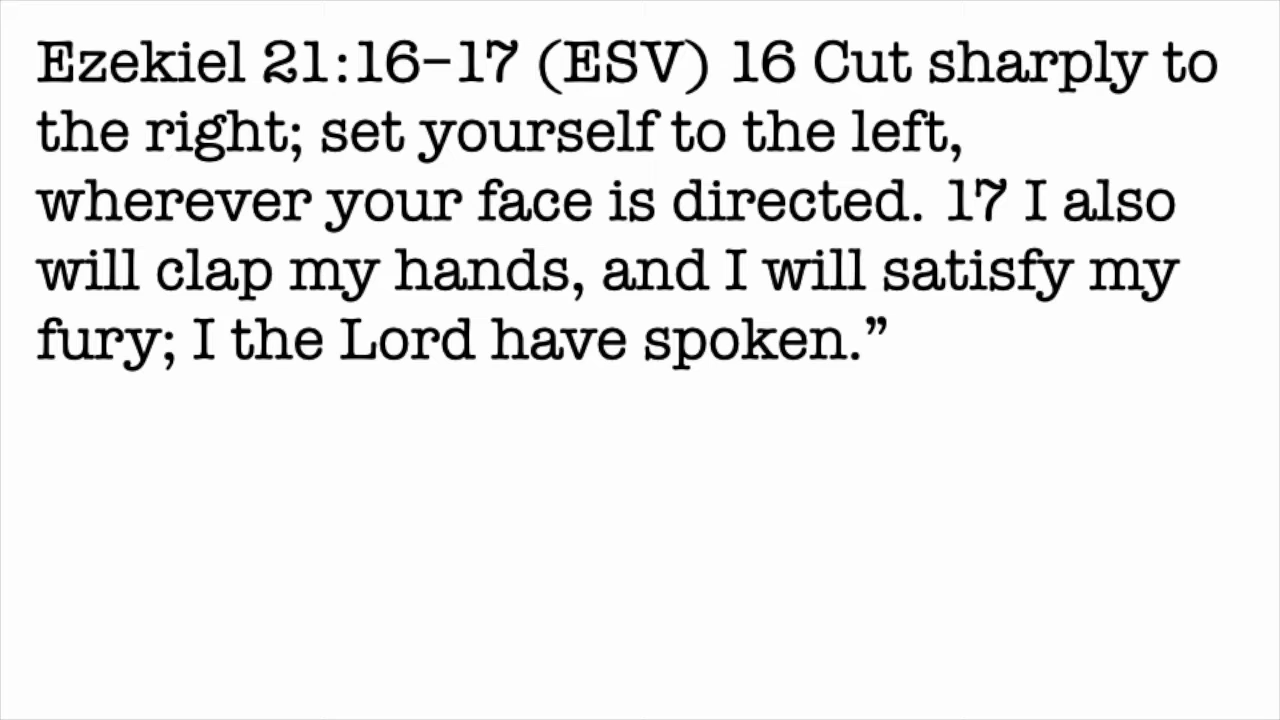 Ezekiel 21:16–17 (ESV) 16 Cut sharply to
the right; set yourself to the left,
wherever your face is directed. 17 I also
will clap my hands, and I will satisfy my
fury; I the Lord have spoken.”